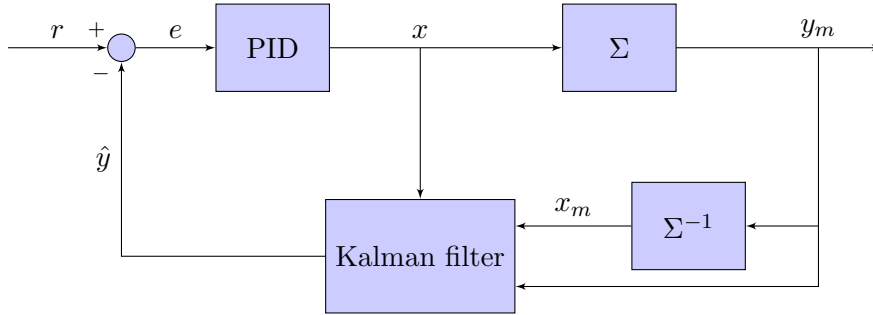 r
+
−
e
PID
x
Σ
y_m
ŷ
Kalman filter
x_m
Σ⁻¹